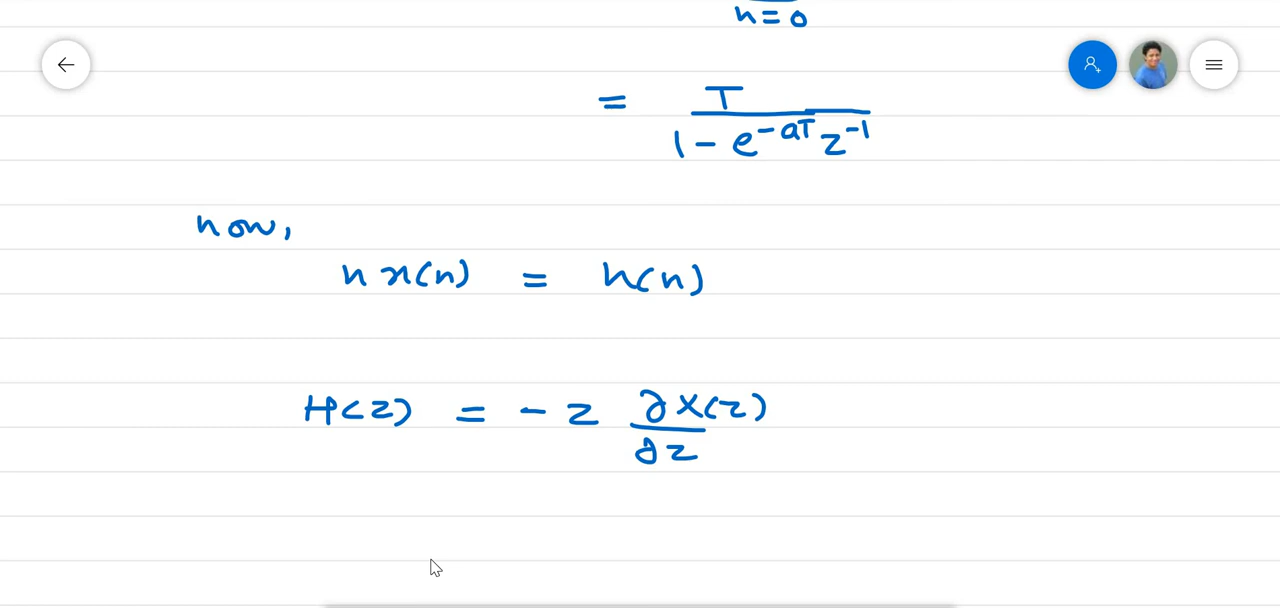 n=0
= T / (1 - e^{-aT} z^{-1})
now,
n x(n) = h(n)
H(z) = - z ∂X(z) / ∂z